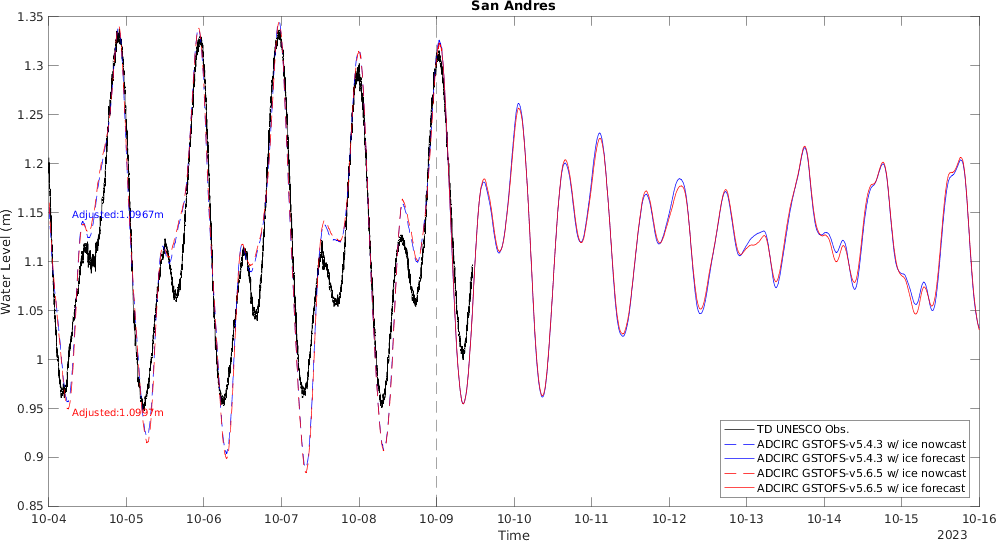 San Andres
1.35
1.3
1.25
1.2
1.15
1.1
1.05
1
0.95
0.9
0.85
Water Level (m)
Adjusted:1.0967m
Adjusted:1.0997m
TD UNESCO Obs.
ADCIRC GSTOFS-v5.4.3 w/ ice nowcast
ADCIRC GSTOFS-v5.4.3 w/ ice forecast
ADCIRC GSTOFS-v5.6.5 w/ ice nowcast
ADCIRC GSTOFS-v5.6.5 w/ ice forecast
10-04 10-05 10-06 10-07 10-08 10-09 10-10 10-11 10-12 10-13 10-14 10-15 10-16
Time
2023